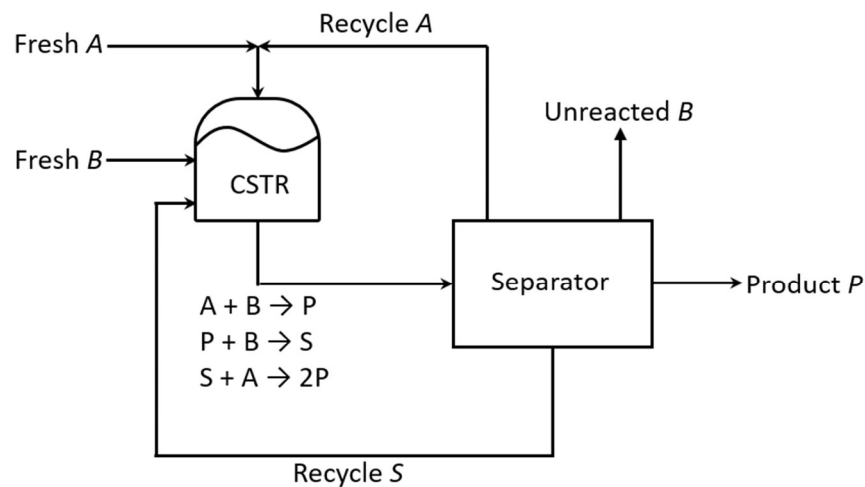 Recycle A
Fresh A
Unreacted B
Fresh B
CSTR
Separator
Product P
A + B → P
P + B → S
S + A → 2P
Recycle S